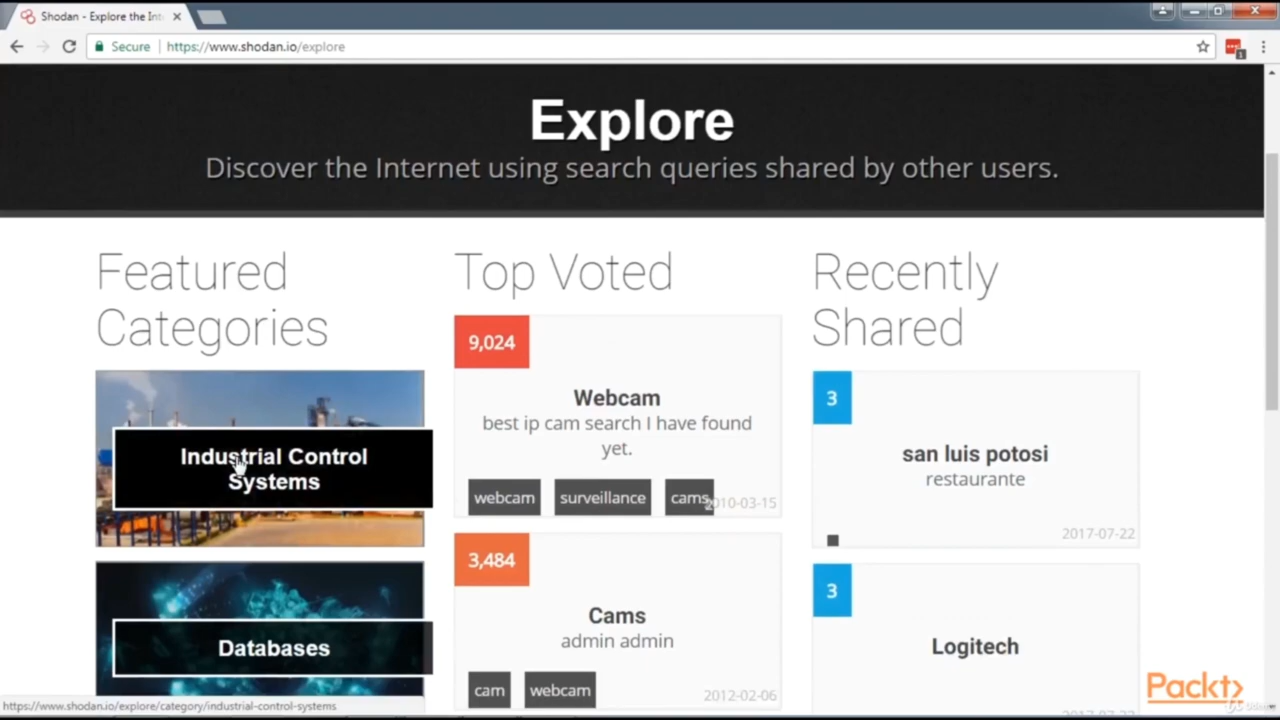 Shodan - Explore the Int
Secure
https://www.shodan.io/explore
1
Explore
Discover the Internet using search queries shared by other users.
Featured
Categories
Industrial Control
Systems
Databases
Top Voted
9,024
Webcam
best ip cam search I have found
yet.
webcam surveillance cams
2010-03-15
3,484
Cams
admin admin
cam webcam
2012-02-06
Recently
Shared
3
san luis potosi
restaurante
2017-07-22
3
Logitech
https://www.shodan.io/explore/category/industrial-control-systems
Packt